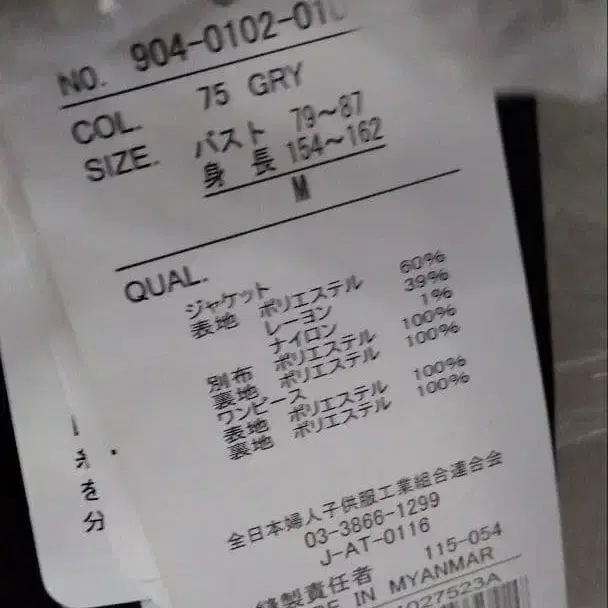 NO. 904-0102-010
COL. 75 GRY
SIZE. バスト 79～87
身長 154～162
M
QUAL.
ジャケット
表地 ポリエステル 60%
レーヨン 39%
ナイロン 1%
別布 ポリエステル 100%
裏地 ポリエステル 100%
ワンピース
表地 ポリエステル 100%
裏地 ポリエステル 100%
全日本婦人子供服工業組合連合会
03-3866-1299
J-AT-0116
縫製責任者 115-054
IN MYANMAR
027523A
糸
を
分